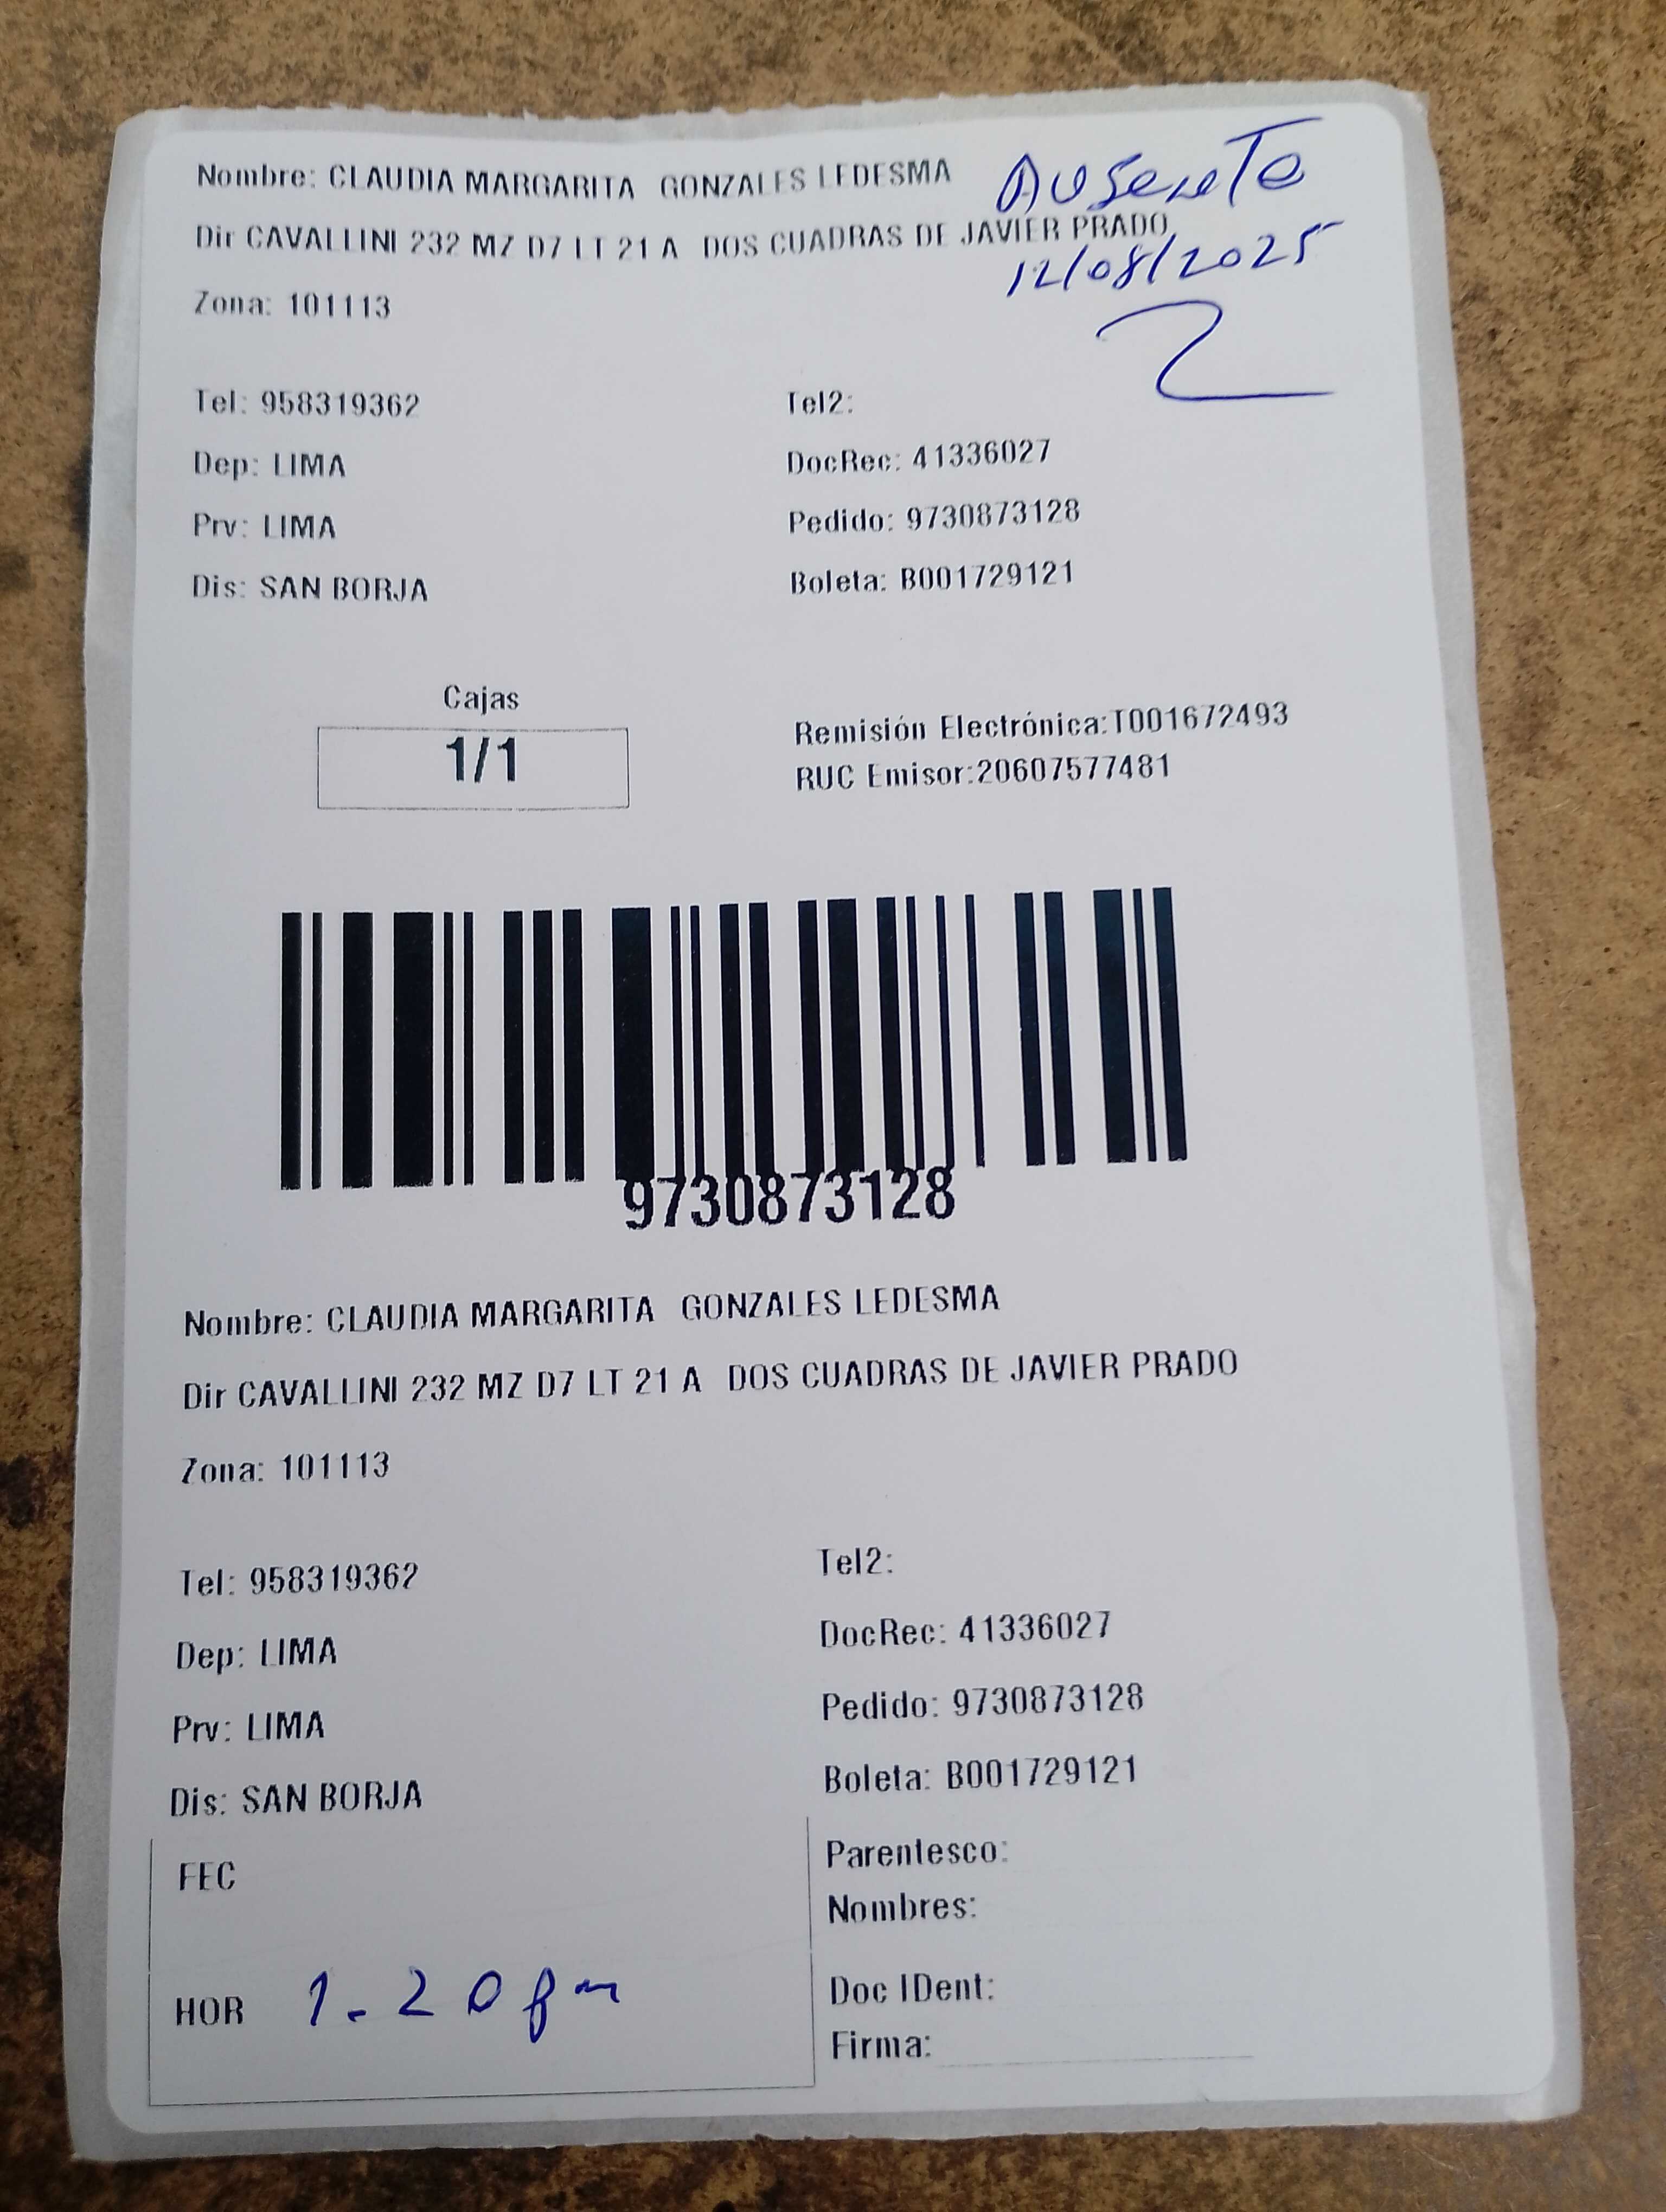 Nombre: CLAUDIA MARGARITA GONZALES LEDESMA
Ausente
Dir CAVALLINI 232 MZ D7 LT 21 A DOS CUADRAS DE JAVIER PRADO
12/08/2025
Zona: 101113
Tel: 958319362
Tel2:
Dep: LIMA
DocRec: 41336027
Prv: LIMA
Pedido: 9730873128
Dis: SAN BORJA
Boleta: B001729121
Cajas
1/1
Remisión Electrónica:T001672493
RUC Emisor:20607577481
9730873128
Nombre: CLAUDIA MARGARITA GONZALES LEDESMA
Dir CAVALLINI 232 MZ D7 LT 21 A DOS CUADRAS DE JAVIER PRADO
Zona: 101113
Tel: 958319362
Tel2:
Dep: LIMA
DocRec: 41336027
Prv: LIMA
Pedido: 9730873128
Dis: SAN BORJA
Boleta: B001729121
FEC
Parentesco:
Nombres:
HOR 1.20 pm
Doc IDent:
Firma: